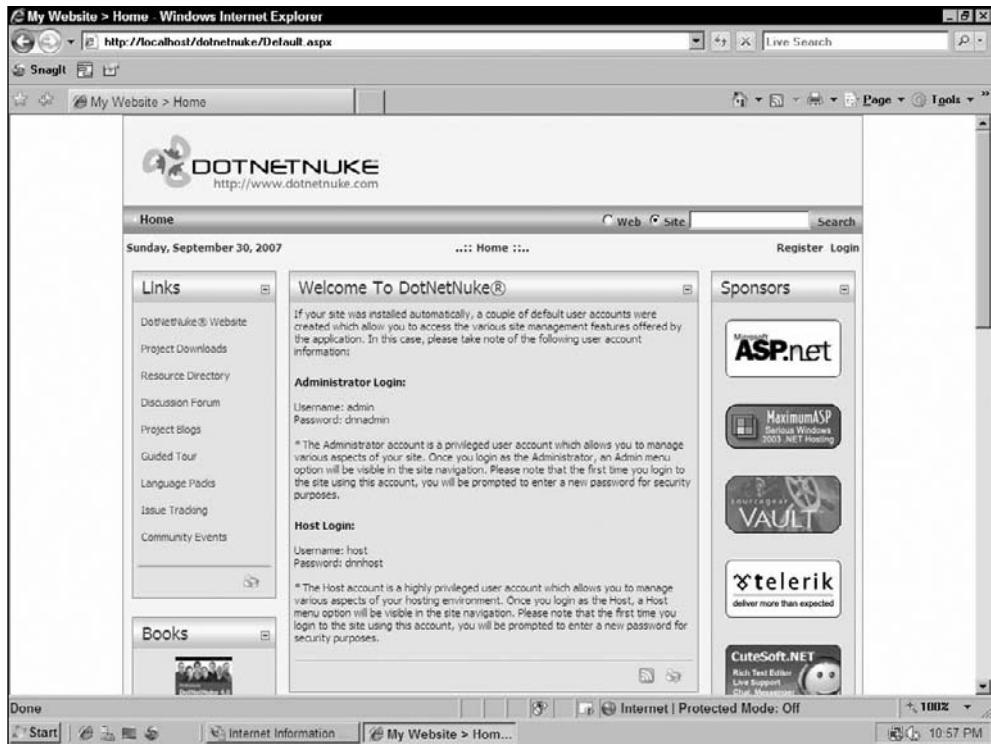 My Website > Home - Windows Internet Explorer
http://localhost/dotnetnuke/Default.aspx
Live Search
SnagIt
My Website > Home
Page
Tools
DOTNETNUKE
http://www.dotnetnuke.com
Home
Web
Site
Search
Sunday, September 30, 2007
..:: Home ::..
Register Login
Links
DotNetNuke® Website
Project Downloads
Resource Directory
Discussion Forum
Project Blogs
Guided Tour
Language Packs
Issue Tracking
Community Events
Books
Welcome To DotNetNuke®
If your site was installed automatically, a couple of default user accounts were
created which allow you to access the various site management features offered by
the application. In this case, please take note of the following user account
information:
Administrator Login:
Username: admin
Password: dnnadmin
* The Administrator account is a privileged user account which allows you to manage
various aspects of your site. Once you login as the Administrator, an Admin menu
option will be visible in the site navigation. Please note that the first time you login to
the site using this account, you will be prompted to enter a new password for security
purposes.
Host Login:
Username: host
Password: dnnhost
* The Host account is a highly privileged user account which allows you to manage
various aspects of your hosting environment. Once you login as the Host, a Host
menu option will be visible in the site navigation. Please note that the first time you
login to the site using this account, you will be prompted to enter a new password for
security purposes.
Sponsors
Microsoft
ASP.net
MaximumASP
Serious Windows
2003 .NET Hosting
sourcegear
VAULT
telerik
deliver more than expected
CuteSoft.NET
Rich Text Editor
Live Support
Chat, Messenger
Done
Internet | Protected Mode: Off
100%
Start
Internet Information
My Website > Hom...
10:57 PM